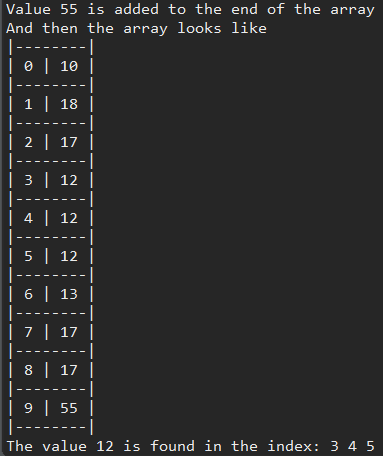 Value 55 is added to the end of the array
And then the array looks like
|--------|
| 0 | 10 |
|--------|
| 1 | 18 |
|--------|
| 2 | 17 |
|--------|
| 3 | 12 |
|--------|
| 4 | 12 |
|--------|
| 5 | 12 |
|--------|
| 6 | 13 |
|--------|
| 7 | 17 |
|--------|
| 8 | 17 |
|--------|
| 9 | 55 |
|--------|
The value 12 is found in the index: 3 4 5